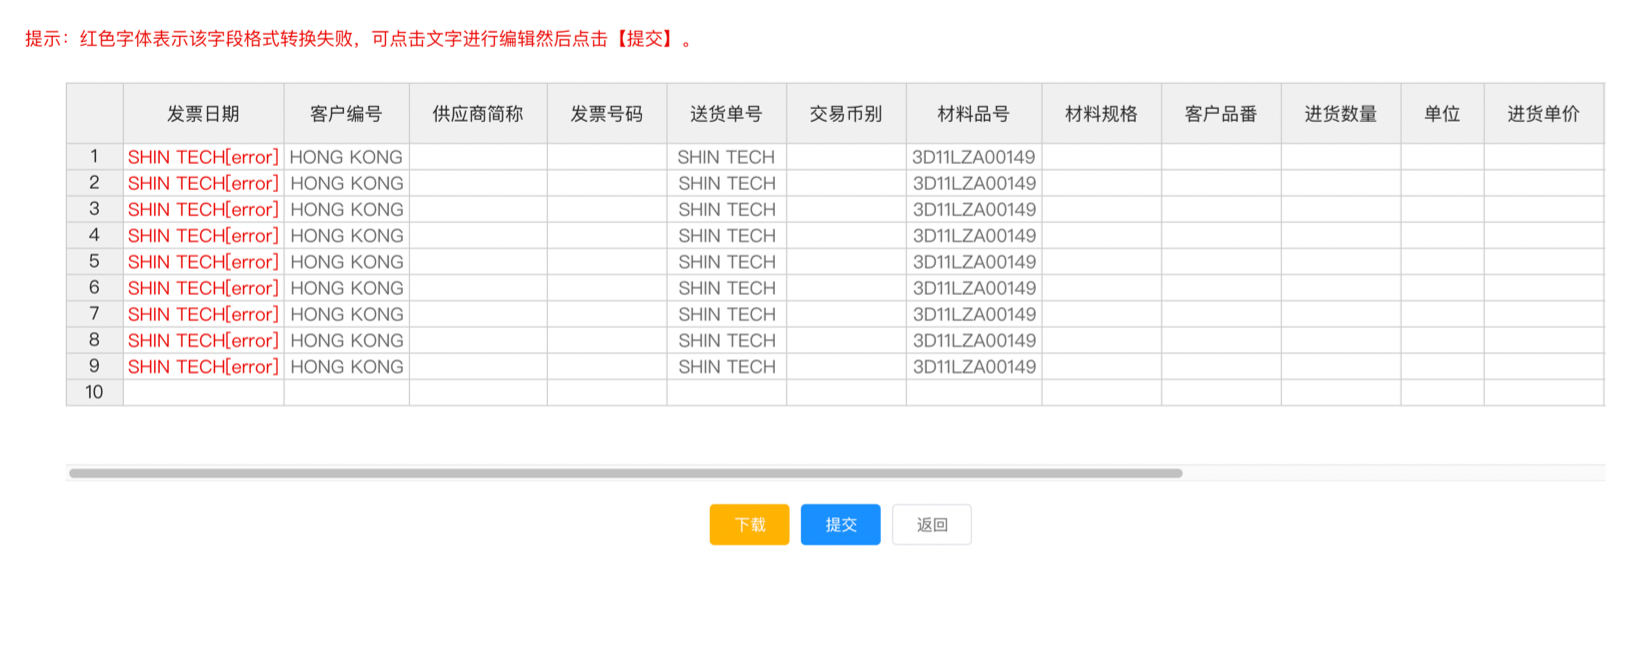 提示：红色字体表示该字段格式转换失败，可点击文字进行编辑然后点击【提交】。
发票日期 客户编号 供应商简称 发票号码 送货单号 交易币别 材料品号 材料规格 客户品番 进货数量 单位 进货单价
1 SHIN TECH[error] HONG KONG SHIN TECH 3D11LZA00149
2 SHIN TECH[error] HONG KONG SHIN TECH 3D11LZA00149
3 SHIN TECH[error] HONG KONG SHIN TECH 3D11LZA00149
4 SHIN TECH[error] HONG KONG SHIN TECH 3D11LZA00149
5 SHIN TECH[error] HONG KONG SHIN TECH 3D11LZA00149
6 SHIN TECH[error] HONG KONG SHIN TECH 3D11LZA00149
7 SHIN TECH[error] HONG KONG SHIN TECH 3D11LZA00149
8 SHIN TECH[error] HONG KONG SHIN TECH 3D11LZA00149
9 SHIN TECH[error] HONG KONG SHIN TECH 3D11LZA00149
10
下载 提交 返回